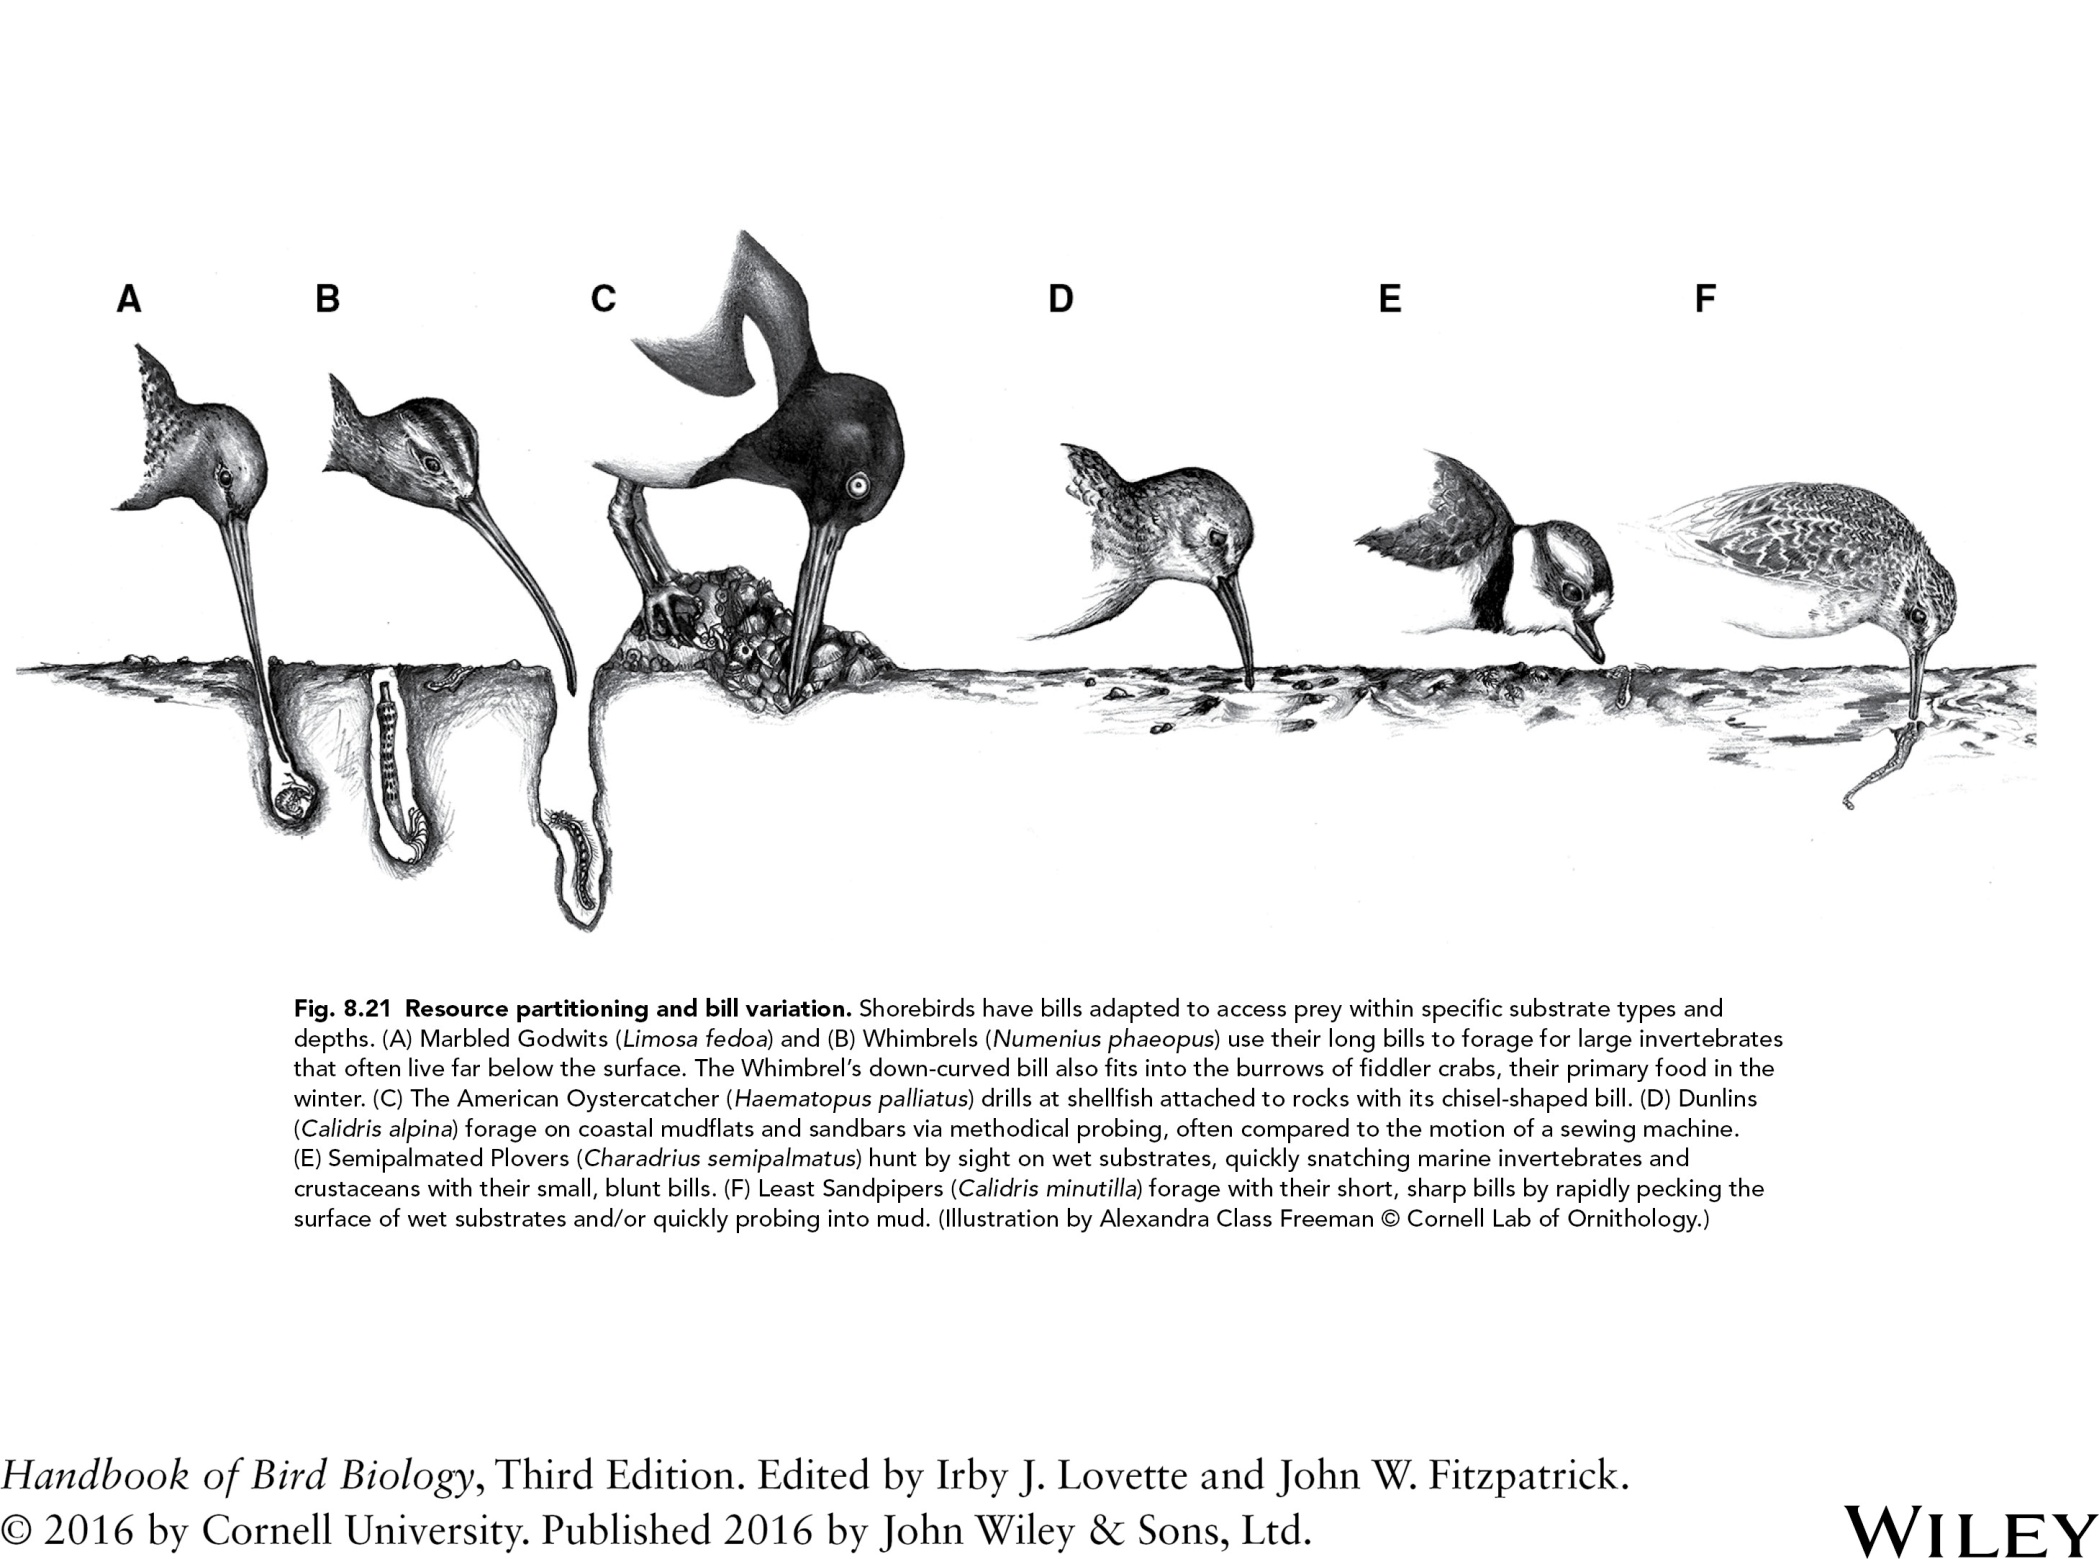 A B C D E F
Fig. 8.21 Resource partitioning and bill variation. Shorebirds have bills adapted to access prey within specific substrate types and
depths. (A) Marbled Godwits (Limosa fedoa) and (B) Whimbrels (Numenius phaeopus) use their long bills to forage for large invertebrates
that often live far below the surface. The Whimbrel's down-curved bill also fits into the burrows of fiddler crabs, their primary food in the
winter. (C) The American Oystercatcher (Haematopus palliatus) drills at shellfish attached to rocks with its chisel-shaped bill. (D) Dunlins
(Calidris alpina) forage on coastal mudflats and sandbars via methodical probing, often compared to the motion of a sewing machine.
(E) Semipalmated Plovers (Charadrius semipalmatus) hunt by sight on wet substrates, quickly snatching marine invertebrates and
crustaceans with their small, blunt bills. (F) Least Sandpipers (Calidris minutilla) forage with their short, sharp bills by rapidly pecking the
surface of wet substrates and/or quickly probing into mud. (Illustration by Alexandra Class Freeman © Cornell Lab of Ornithology.)
Handbook of Bird Biology, Third Edition. Edited by Irby J. Lovette and John W. Fitzpatrick.
© 2016 by Cornell University. Published 2016 by John Wiley & Sons, Ltd.
WILEY